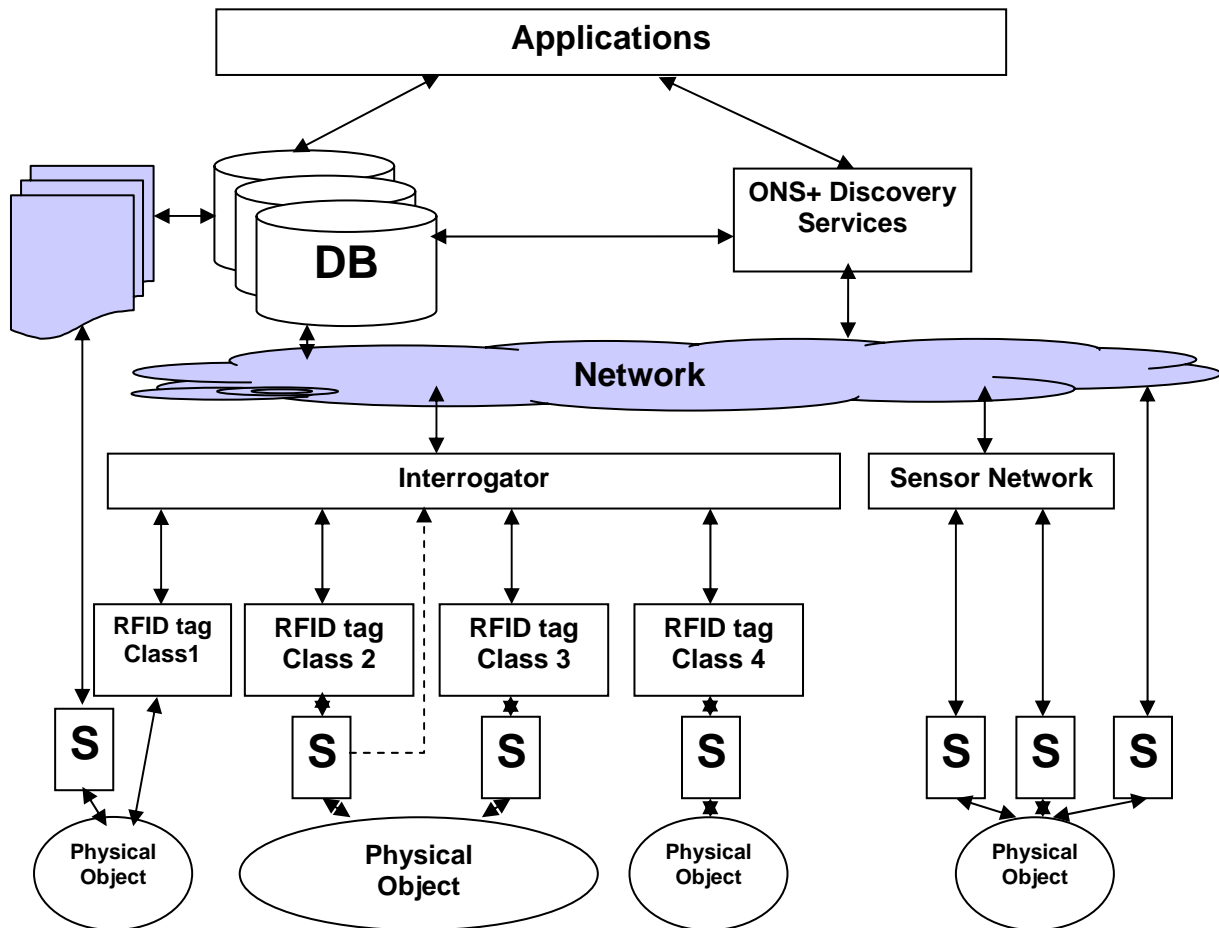 Applications
ONS+ Discovery
Services
DB
Network
Interrogator
Sensor Network
RFID tag
Class1
RFID tag
Class 2
RFID tag
Class 3
RFID tag
Class 4
S
S
S
S
S
S
S
Physical
Object
Physical
Object
Physical
Object
Physical
Object